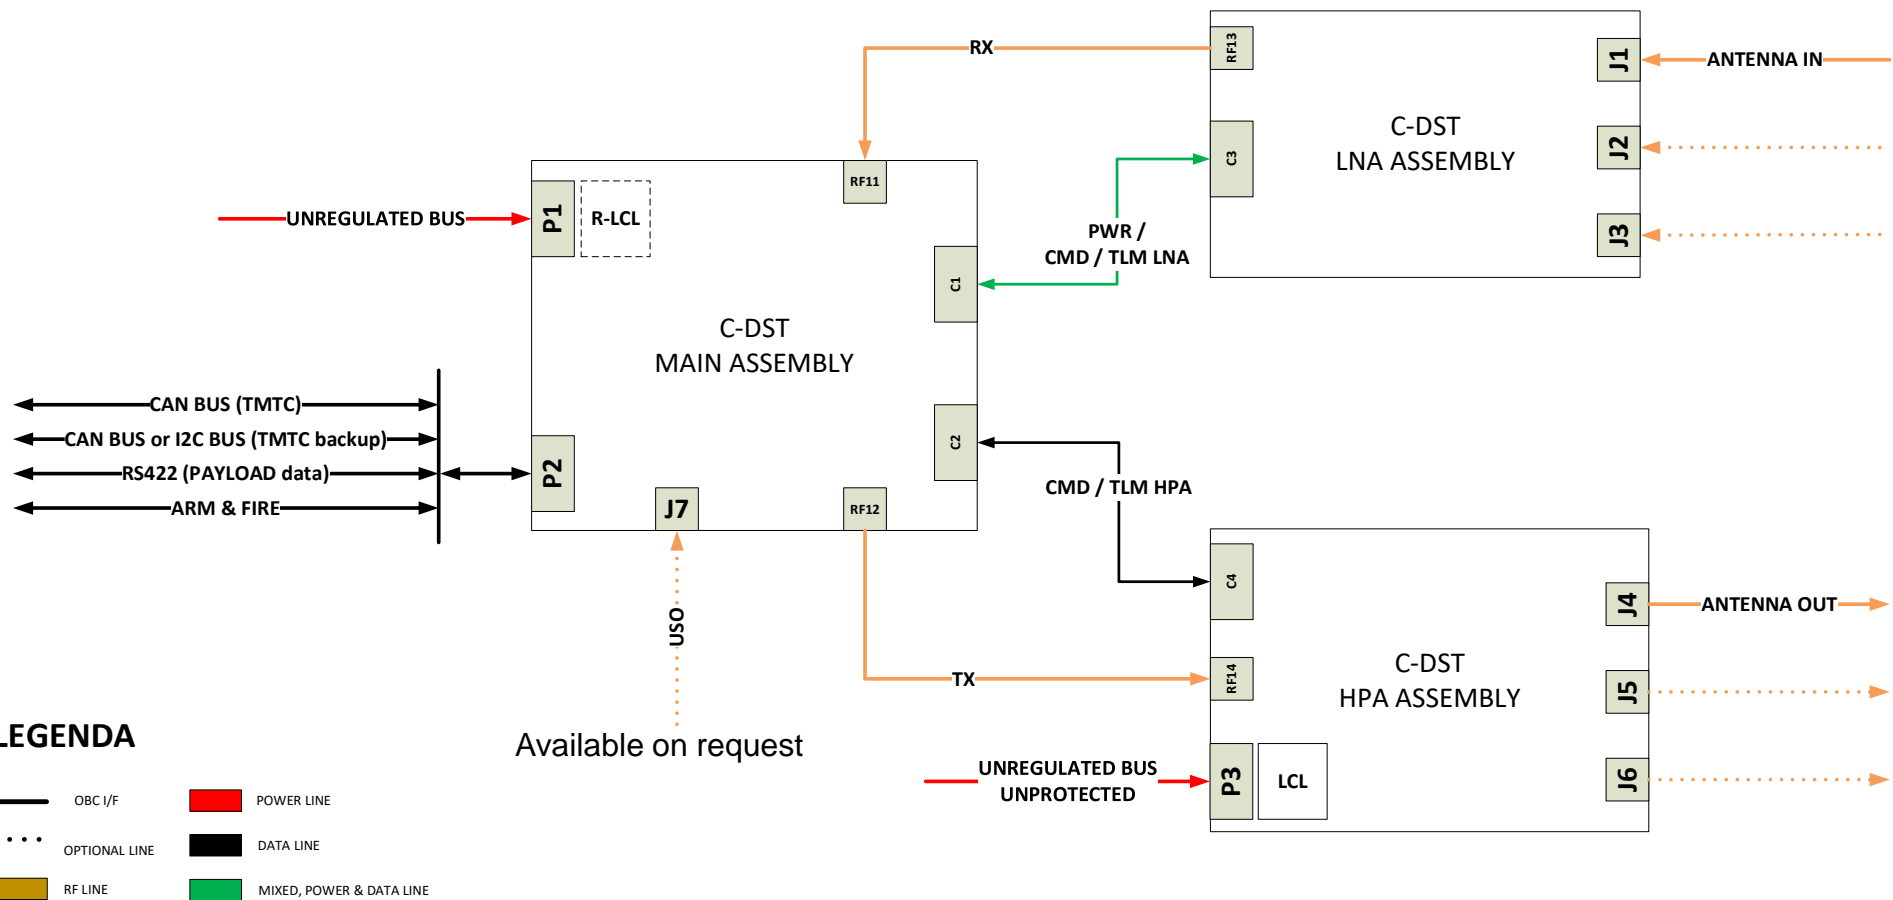 RX
RF13
J1
ANTENNA IN
C-DST
LNA ASSEMBLY
J2
C3
RF11
P1
R-LCL
UNREGULATED BUS
J3
PWR /
CMD / TLM LNA
C1
C-DST
MAIN ASSEMBLY
CAN BUS (TMTC)
CAN BUS or I2C BUS (TMTC backup)
RS422 (PAYLOAD data)
ARM & FIRE
P2
C2
CMD / TLM HPA
J7
RF12
USO
Available on request
TX
C4
RF14
C-DST
HPA ASSEMBLY
J4
ANTENNA OUT
J5
J6
UNREGULATED BUS
UNPROTECTED
P3
LCL
LEGENDA
OBC I/F
POWER LINE
OPTIONAL LINE
DATA LINE
RF LINE
MIXED, POWER & DATA LINE